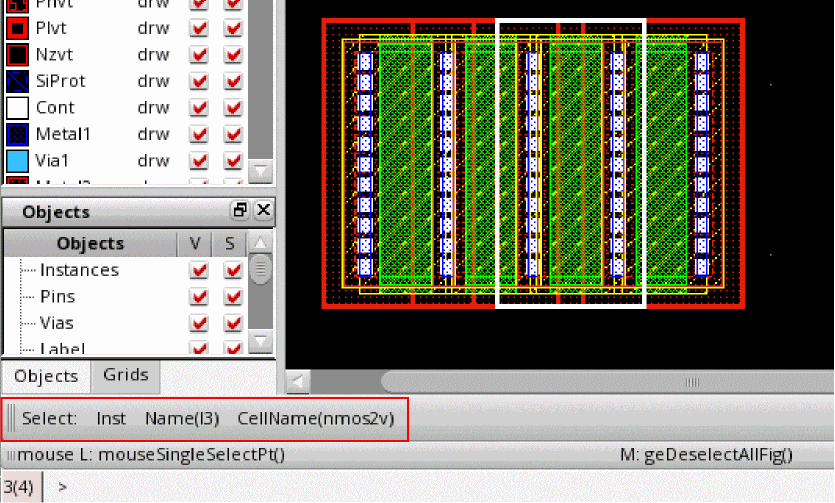 Phvt drw
Plvt drw
Nzvt drw
SiProt drw
Cont drw
Metal1 drw
Via1 drw
Objects
Objects V S
Instances
Pins
Vias
Label
Objects Grids
Select: Inst Name(I3) CellName(nmos2v)
mouse L: mouseSingleSelectPt() M: geDeselectAllFig()
3(4) >